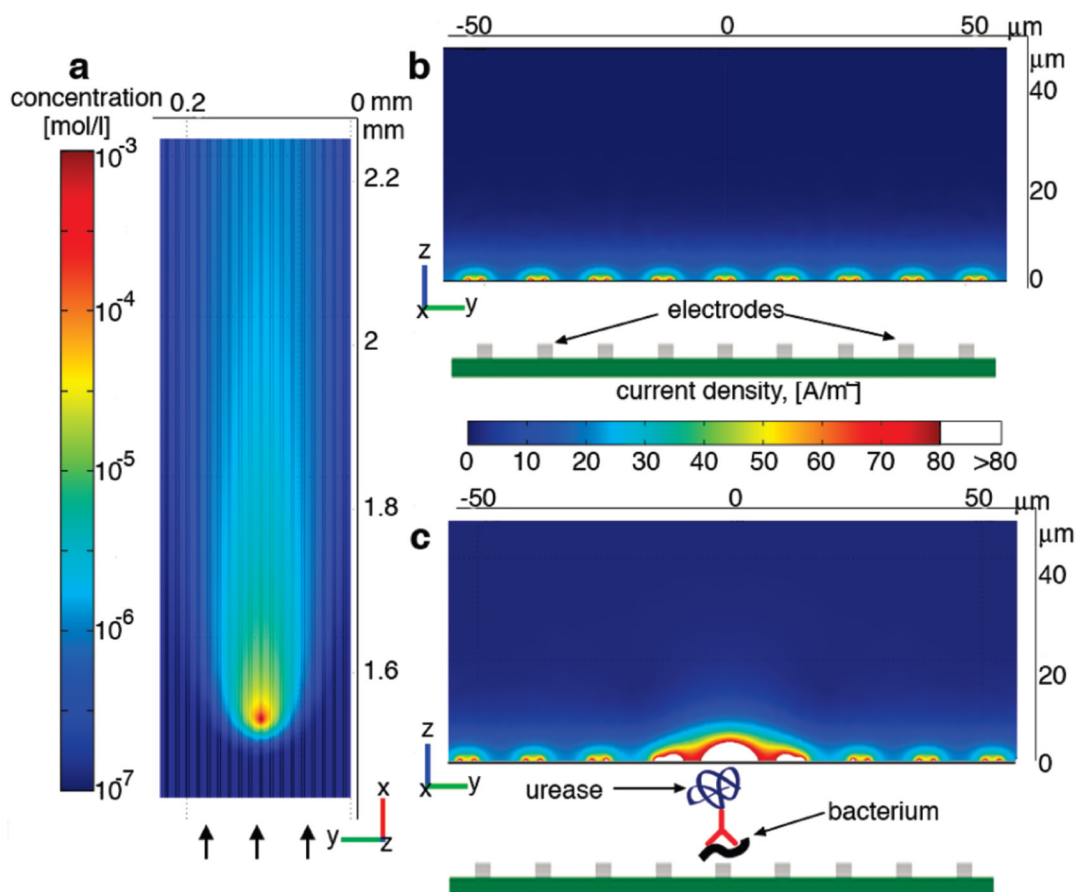 a
concentration
[mol/l]
0.2
0 mm
mm
10-3
10-4
10-5
10-6
10-7
2.2
2
1.8
1.6
x
y
z
b
-50
0
50
μm
μm
40
20
0
z
x
y
electrodes
current density, [A/m
0
10
20
30
40
50
60
70
80
>80
c
-50
0
50
μm
μm
40
20
0
z
x
y
urease
bacterium